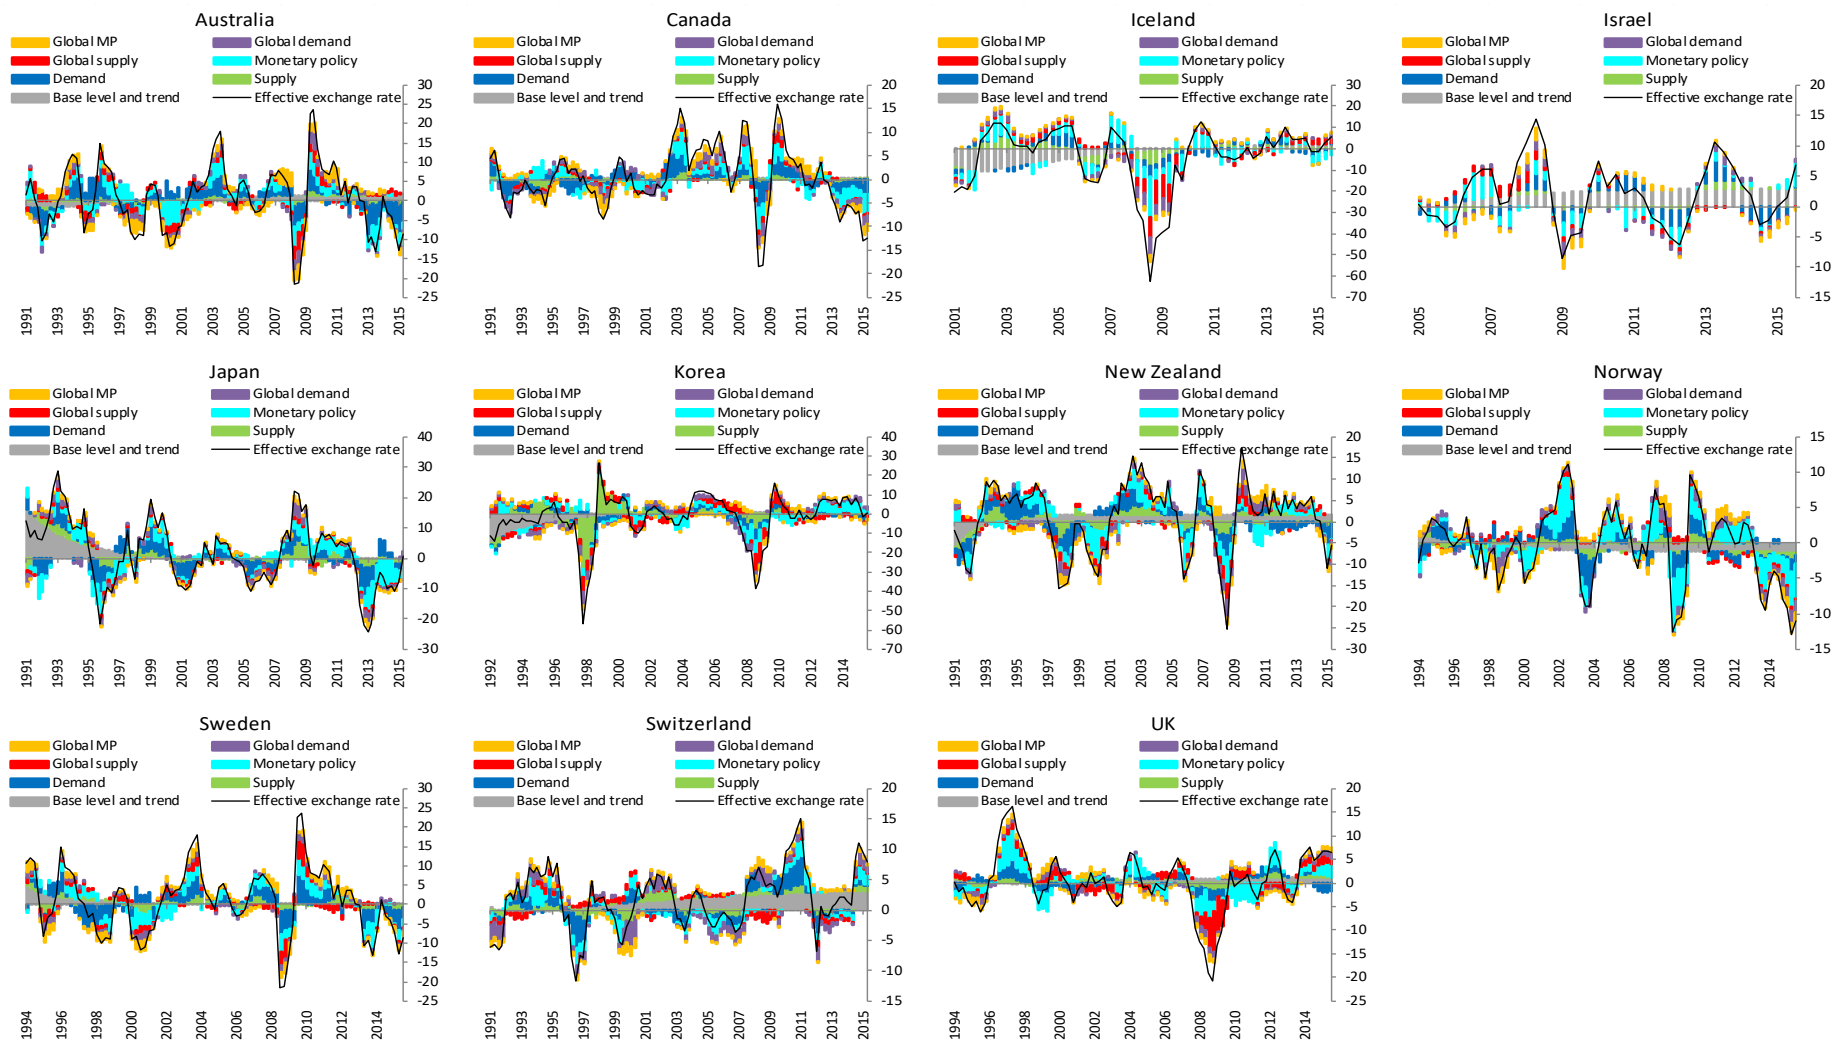 Australia
Global MP Global demand
Global supply Monetary policy
Demand Supply
Base level and trend Effective exchange rate
30
25
20
15
10
5
0
-5
-10
-15
-20
-25
1991 1993 1995 1997 1999 2001 2003 2005 2007 2009 2011 2013 2015
Canada
Global MP Global demand
Global supply Monetary policy
Demand Supply
Base level and trend Effective exchange rate
20
15
10
5
0
-5
-10
-15
-20
-25
1991 1993 1995 1997 1999 2001 2003 2005 2007 2009 2011 2013 2015
Iceland
Global MP Global demand
Global supply Monetary policy
Demand Supply
Base level and trend Effective exchange rate
30
20
10
0
-10
-20
-30
-40
-50
-60
-70
2001 2003 2005 2007 2009 2011 2013 2015
Israel
Global MP Global demand
Global supply Monetary policy
Demand Supply
Base level and trend Effective exchange rate
20
15
10
5
0
-5
-10
-15
2005 2007 2009 2011 2013 2015
Japan
Global MP Global demand
Global supply Monetary policy
Demand Supply
Base level and trend Effective exchange rate
40
30
20
10
0
-10
-20
-30
1991 1993 1995 1997 1999 2001 2003 2005 2007 2009 2011 2013 2015
Korea
Global MP Global demand
Global supply Monetary policy
Demand Supply
Base level and trend Effective exchange rate
40
30
20
10
0
-10
-20
-30
-40
-50
-60
-70
1992 1994 1996 1998 2000 2002 2004 2006 2008 2010 2012 2014
New Zealand
Global MP Global demand
Global supply Monetary policy
Demand Supply
Base level and trend Effective exchange rate
20
15
10
5
0
-5
-10
-15
-20
-25
-30
1991 1993 1995 1997 1999 2001 2003 2005 2007 2009 2011 2013 2015
Norway
Global MP Global demand
Global supply Monetary policy
Demand Supply
Base level and trend Effective exchange rate
15
10
5
0
-5
-10
-15
1994 1996 1998 2000 2002 2004 2006 2008 2010 2012 2014
Sweden
Global MP Global demand
Global supply Monetary policy
Demand Supply
Base level and trend Effective exchange rate
30
25
20
15
10
5
0
-5
-10
-15
-20
-25
1994 1996 1998 2000 2002 2004 2006 2008 2010 2012 2014
Switzerland
Global MP Global demand
Global supply Monetary policy
Demand Supply
Base level and trend Effective exchange rate
20
15
10
5
0
-5
-10
-15
1991 1993 1995 1997 1999 2001 2003 2005 2007 2009 2011 2013 2015
UK
Global MP Global demand
Global supply Monetary policy
Demand Supply
Base level and trend Effective exchange rate
20
15
10
5
0
-5
-10
-15
-20
-25
1994 1996 1998 2000 2002 2004 2006 2008 2010 2012 2014